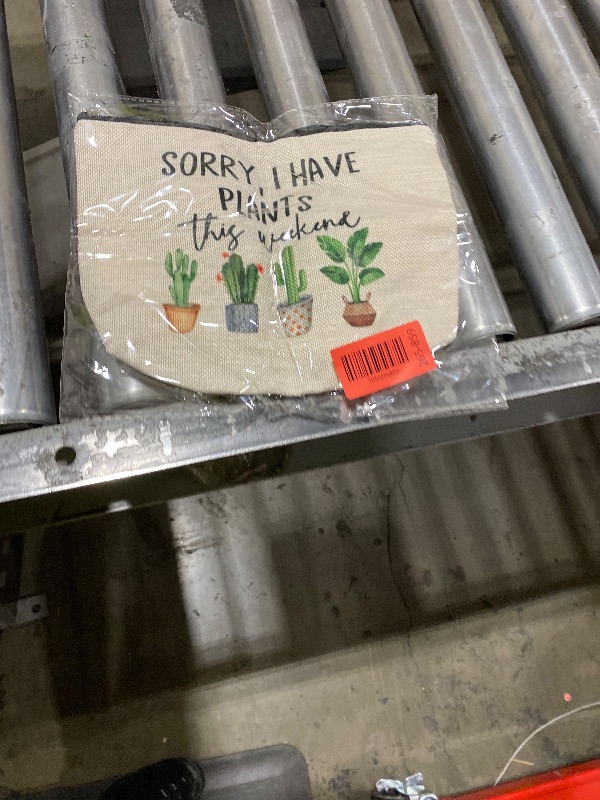 SORRY, I HAVE
PLANTS
this weekend